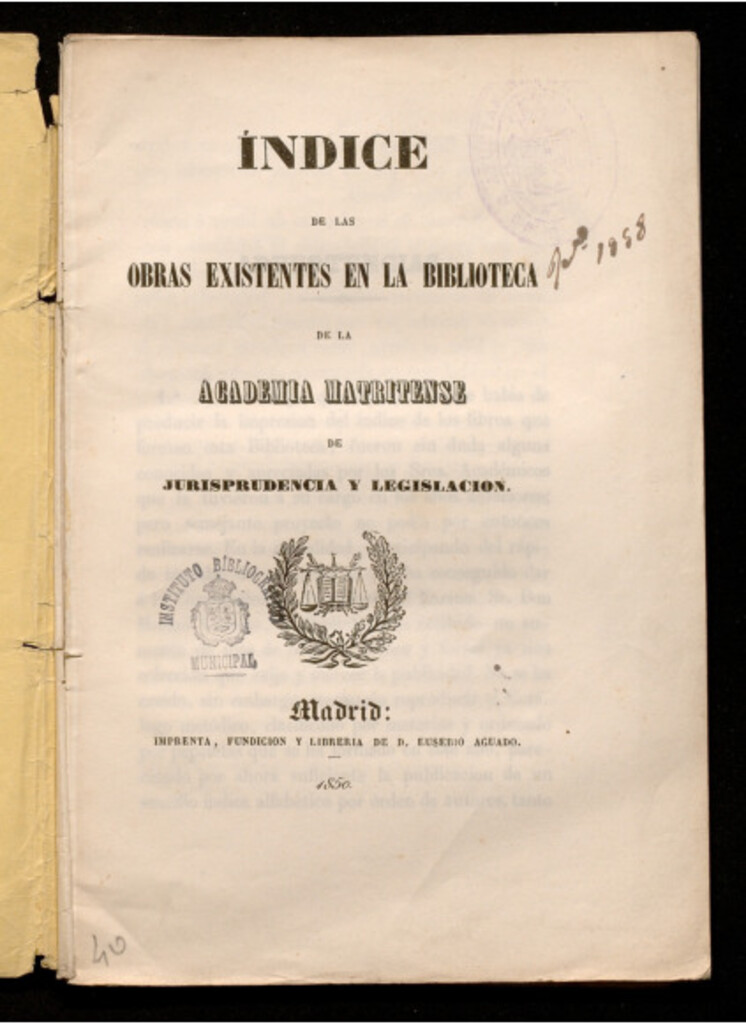 ÍNDICE
DE LAS
OBRAS EXISTENTES EN LA BIBLIOTECA
1858
DE LA
ACADEMIA MATRITENSE
DE
JURISPRUDENCIA Y LEGISLACION.
INSTITUTO BIBLIOGRAFICO
MUNICIPAL
Madrid:
IMPRENTA, FUNDICION Y LIBRERIA DE D. EUSEBIO AGUADO.
1850.
40